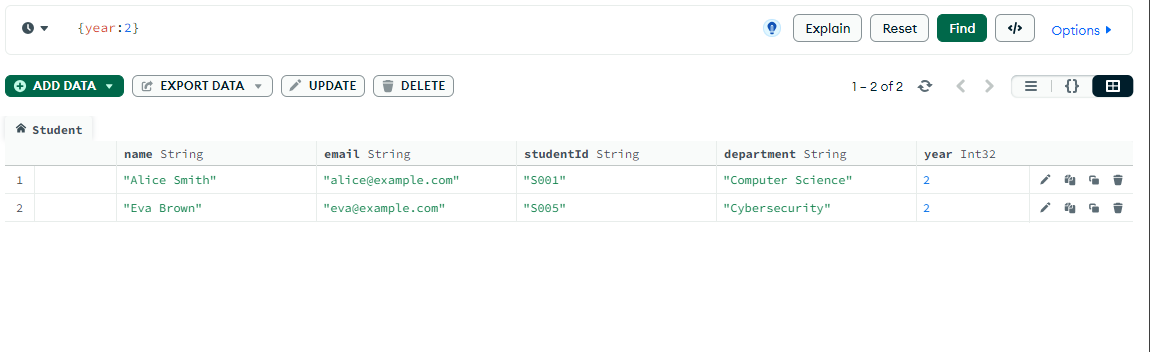 {year:2} Explain Reset Find </> Options
ADD DATA EXPORT DATA UPDATE DELETE 1 – 2 of 2 {}
Student
name String email String studentId String department String year Int32
1 "Alice Smith" "alice@example.com" "S001" "Computer Science" 2
2 "Eva Brown" "eva@example.com" "S005" "Cybersecurity" 2